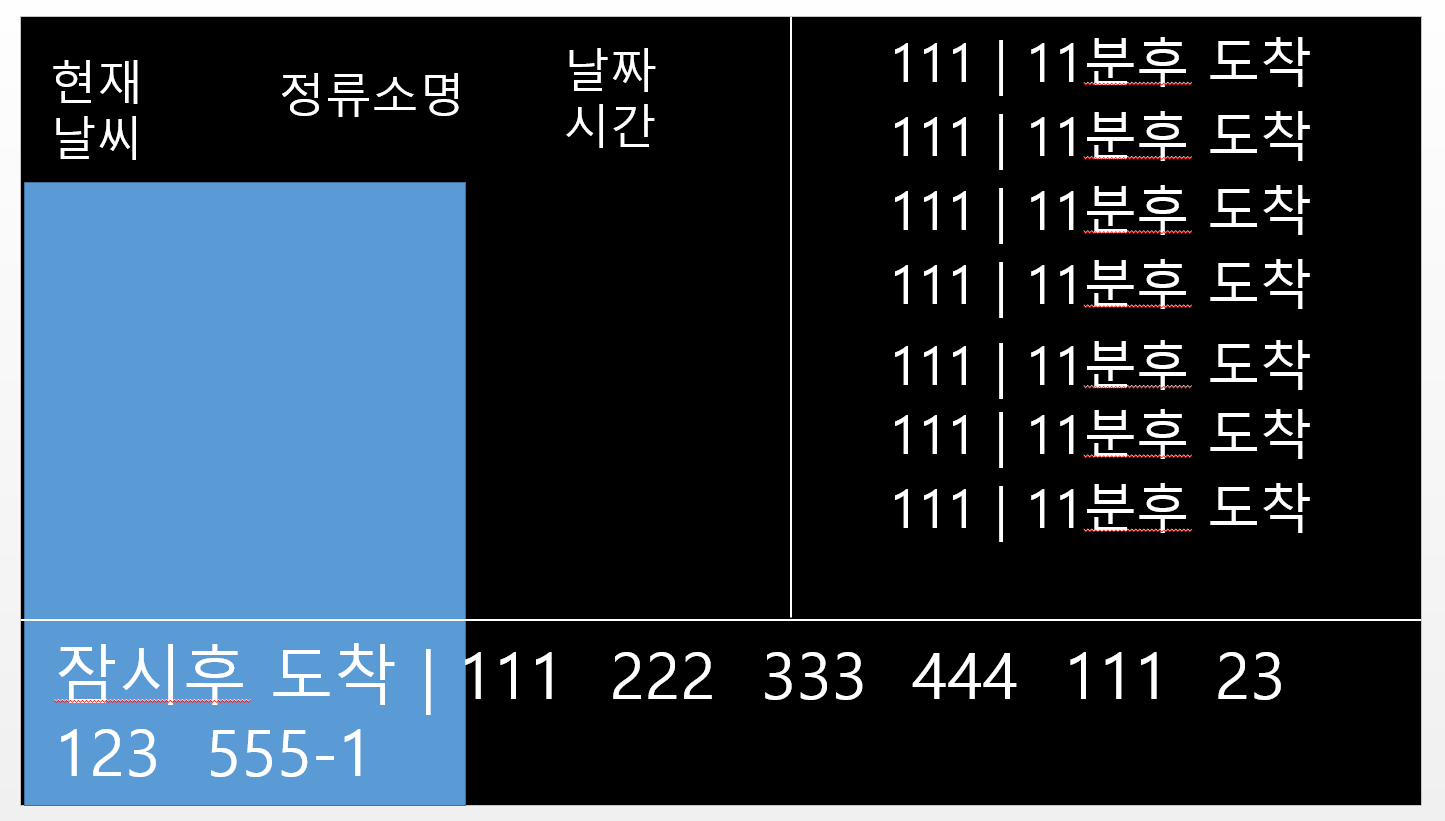 현재
날씨
정류소명
날짜
시간
111 | 11분후 도착
111 | 11분후 도착
111 | 11분후 도착
111 | 11분후 도착
111 | 11분후 도착
111 | 11분후 도착
111 | 11분후 도착
잠시후 도착 | 111 222 333 444 111 23
123 555-1